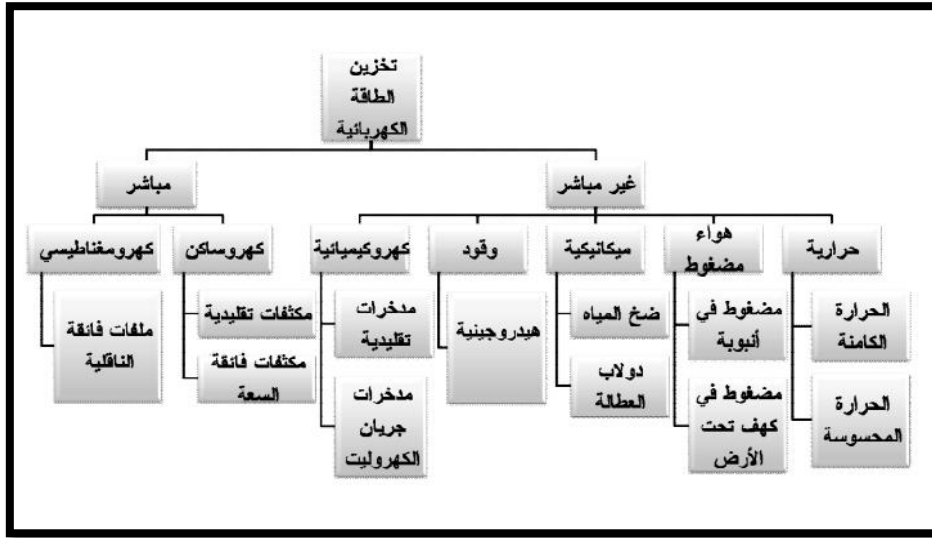 تخزين
الطاقة
الكهربائية
غير مباشر
مباشر
حرارية
هواء
مضغوط
ميكانيكية
وقود
كهروكيميائية
كهروساكن
كهرومغناطيسي
الحرارة
الكامنة
الحرارة
المحسوسة
مضغوط في
أنبوبة
مضغوط في
كهف تحت
الأرض
ضخ المياه
دولاب
العطالة
هيدروجينية
مدخرات
تقليدية
مدخرات
جريان
الكهروليت
مكثفات تقليدية
مكثفات فائقة
السعة
ملفات فائقة
الناقلية